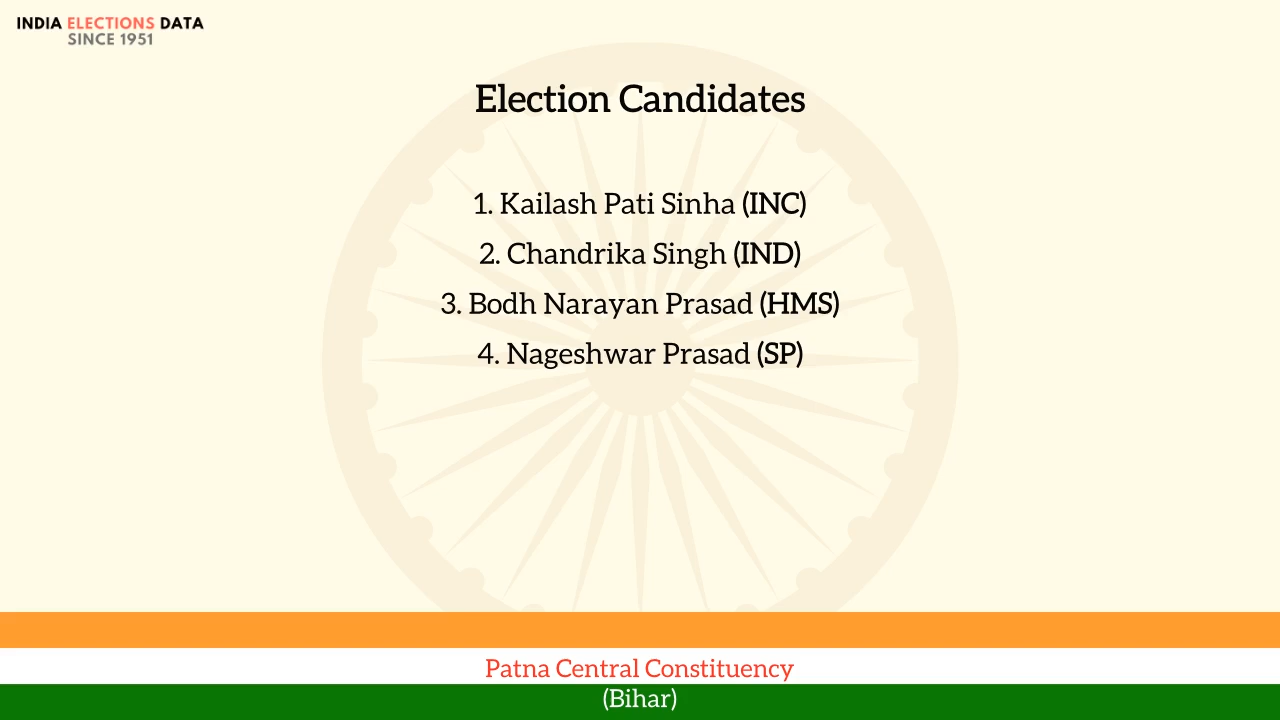 INDIA ELECTIONS DATA
SINCE 1951
Election Candidates
1. Kailash Pati Sinha (INC)
2. Chandrika Singh (IND)
3. Bodh Narayan Prasad (HMS)
4. Nageshwar Prasad (SP)
Patna Central Constituency
(Bihar)